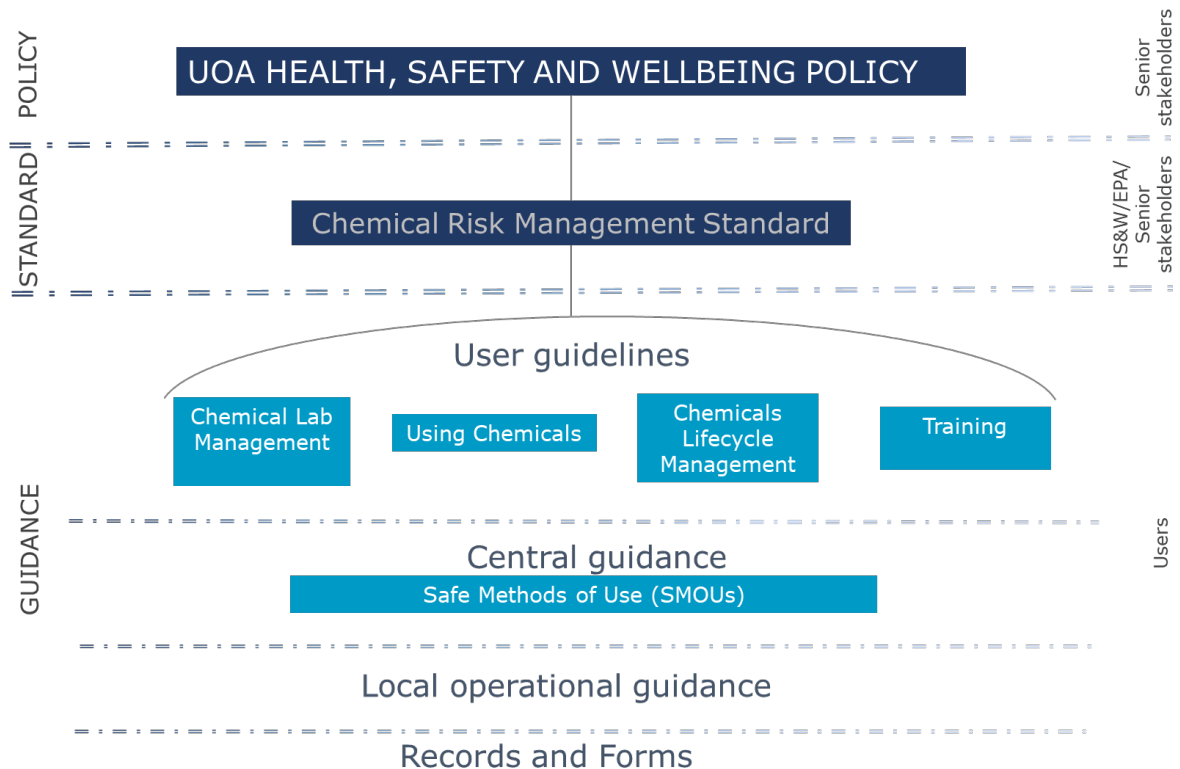 POLICY
UOA HEALTH, SAFETY AND WELLBEING POLICY
Senior
stakeholders
STANDARD
Chemical Risk Management Standard
HS&W/EPA/
Senior
stakeholders
GUIDANCE
User guidelines
Chemical Lab
Management
Using Chemicals
Chemicals
Lifecycle
Management
Training
Users
Central guidance
Safe Methods of Use (SMOUs)
Local operational guidance
Records and Forms